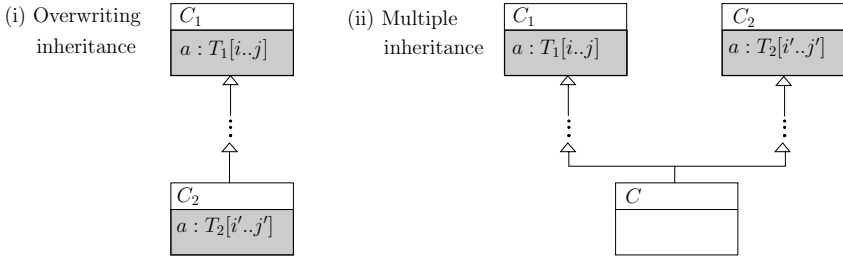 (i) Overwriting
inheritance
C₁
a : T₁[i..j]
C₂
a : T₂[i′..j′]
(ii) Multiple
inheritance
C₁
a : T₁[i..j]
C₂
a : T₂[i′..j′]
C